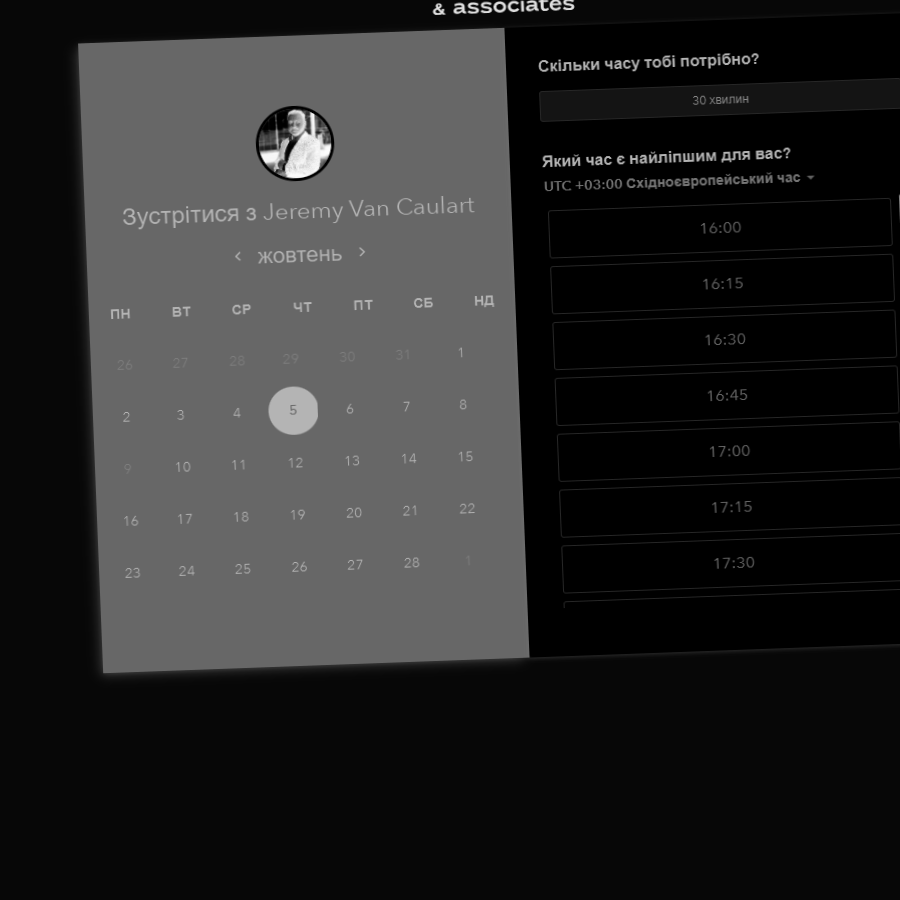 & associates
Зустрітися з Jeremy Van Caulart
жовтень
ПН ВТ СР ЧТ ПТ СБ НД
26 27 28 29 30 31 1
2 3 4 5 6 7 8
9 10 11 12 13 14 15
16 17 18 19 20 21 22
23 24 25 26 27 28 1
Скільки часу тобі потрібно?
30 хвилин
Який час є найліпшим для вас?
UTC +03:00 Східноєвропейський час
16:00
16:15
16:30
16:45
17:00
17:15
17:30